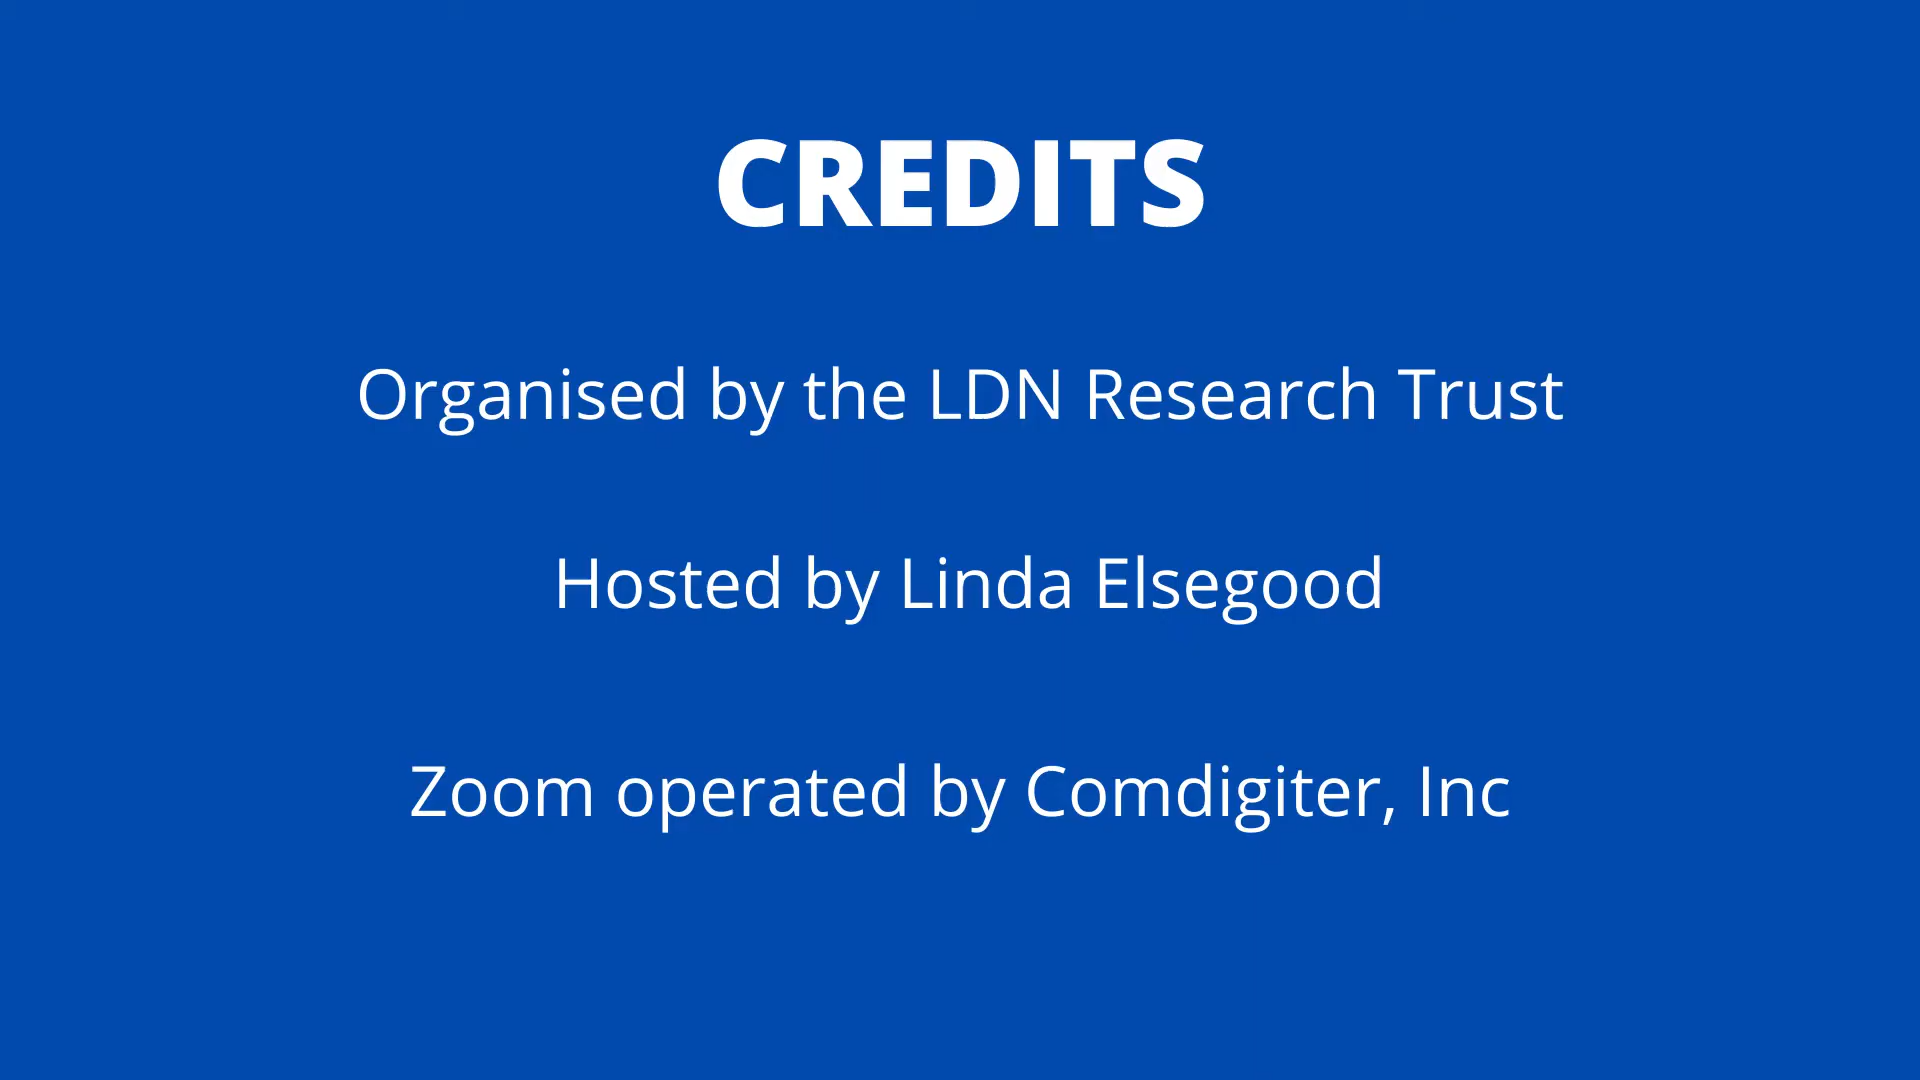 CREDITS
Organised by the LDN Research Trust
Hosted by Linda Elsegood
Zoom operated by Comdigiter, Inc